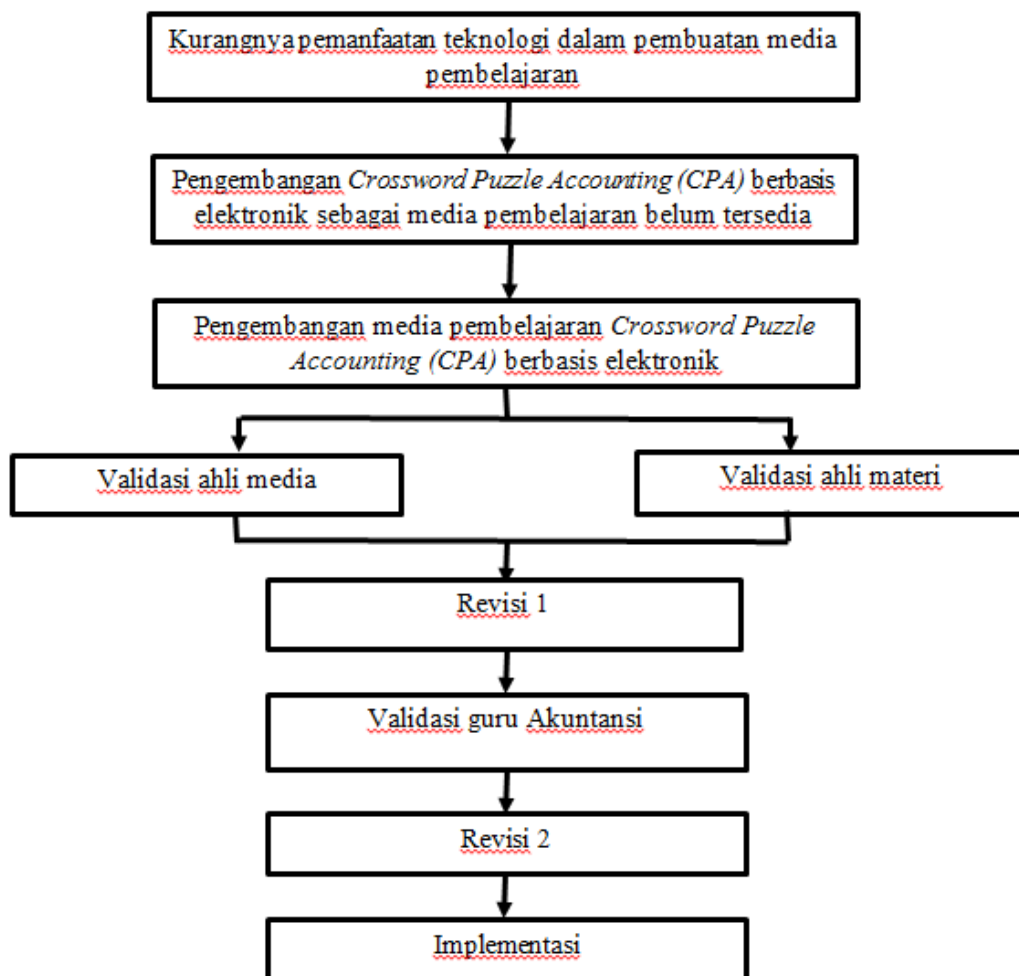 Kurangnya pemanfaatan teknologi dalam pembuatan media
pembelajaran
Pengembangan Crossword Puzzle Accounting (CPA) berbasis
elektronik sebagai media pembelajaran belum tersedia
Pengembangan media pembelajaran Crossword Puzzle
Accounting (CPA) berbasis elektronik
Validasi ahli media
Validasi ahli materi
Revisi 1
Validasi guru Akuntansi
Revisi 2
Implementasi